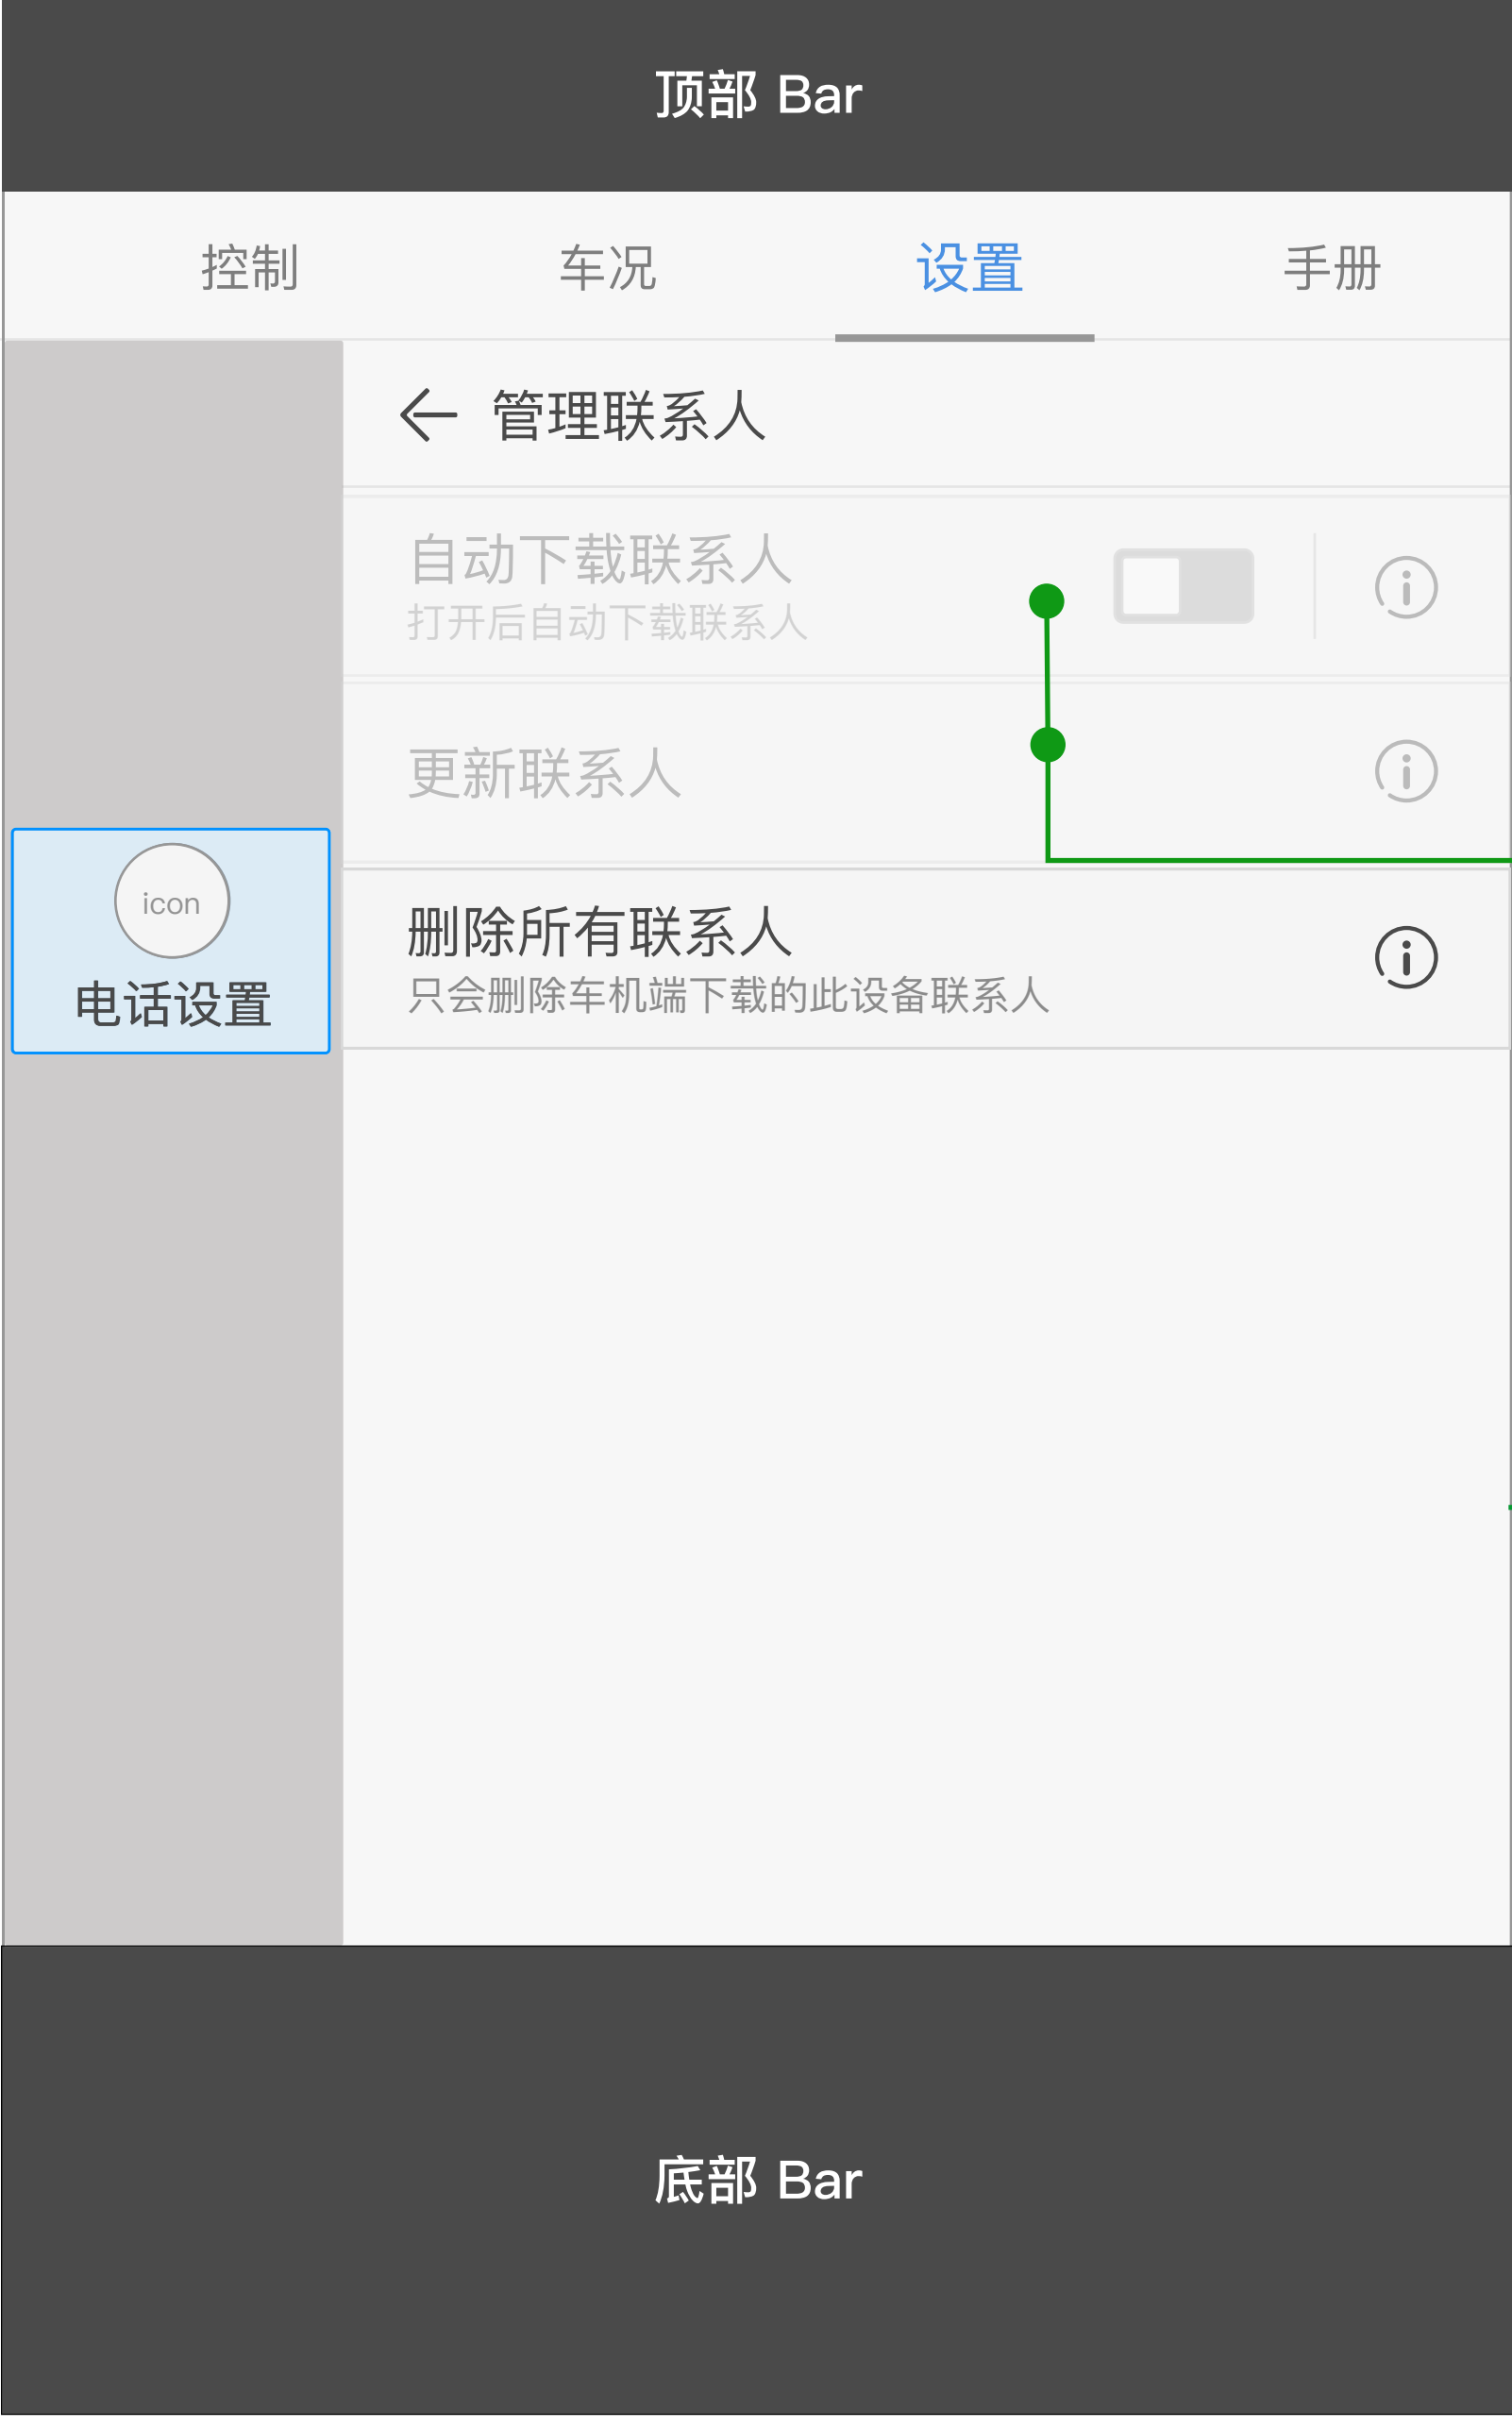 顶部 Bar
控制
车况
设置
手册
管理联系人
自动下载联系人
打开后自动下载联系人
更新联系人
icon
电话设置
删除所有联系人
只会删除车机端下载的此设备联系人
底部 Bar